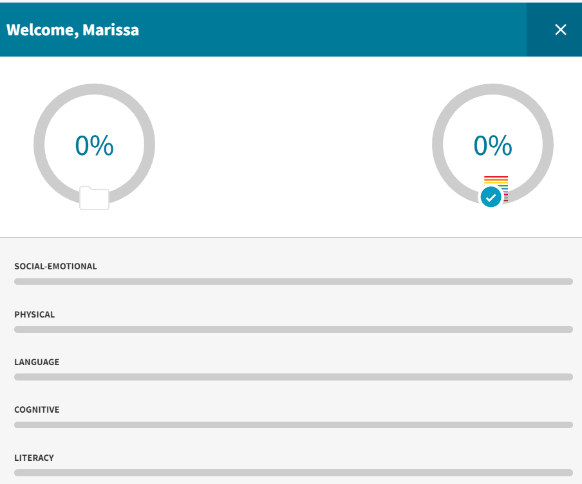 Welcome, Marissa
0%
0%
SOCIAL-EMOTIONAL
PHYSICAL
LANGUAGE
COGNITIVE
LITERACY